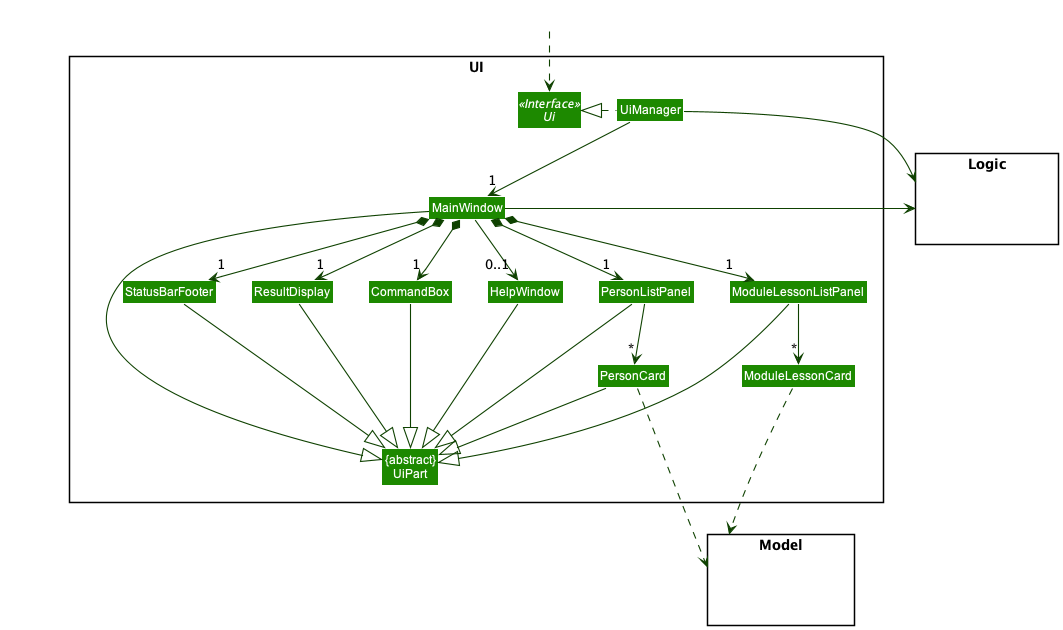 UI
«Interface»
Ui
UiManager
Logic
1
MainWindow
1
1
1
0..1
1
1
StatusBarFooter
ResultDisplay
CommandBox
HelpWindow
PersonListPanel
ModuleLessonListPanel
*
*
PersonCard
ModuleLessonCard
{abstract}
UiPart
Model